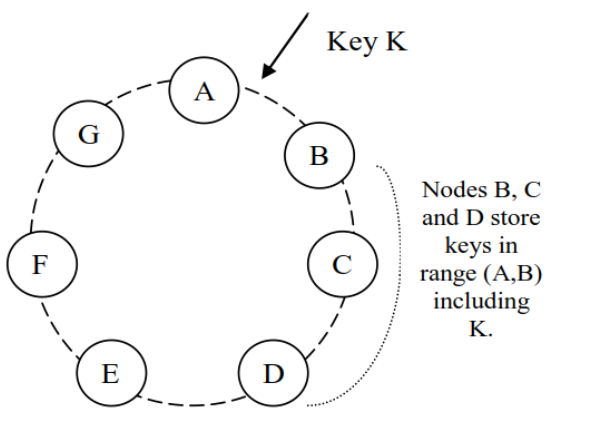 Key K
A
B
G
Nodes B, C
and D store
keys in
range (A,B)
including
K.
C
F
E
D